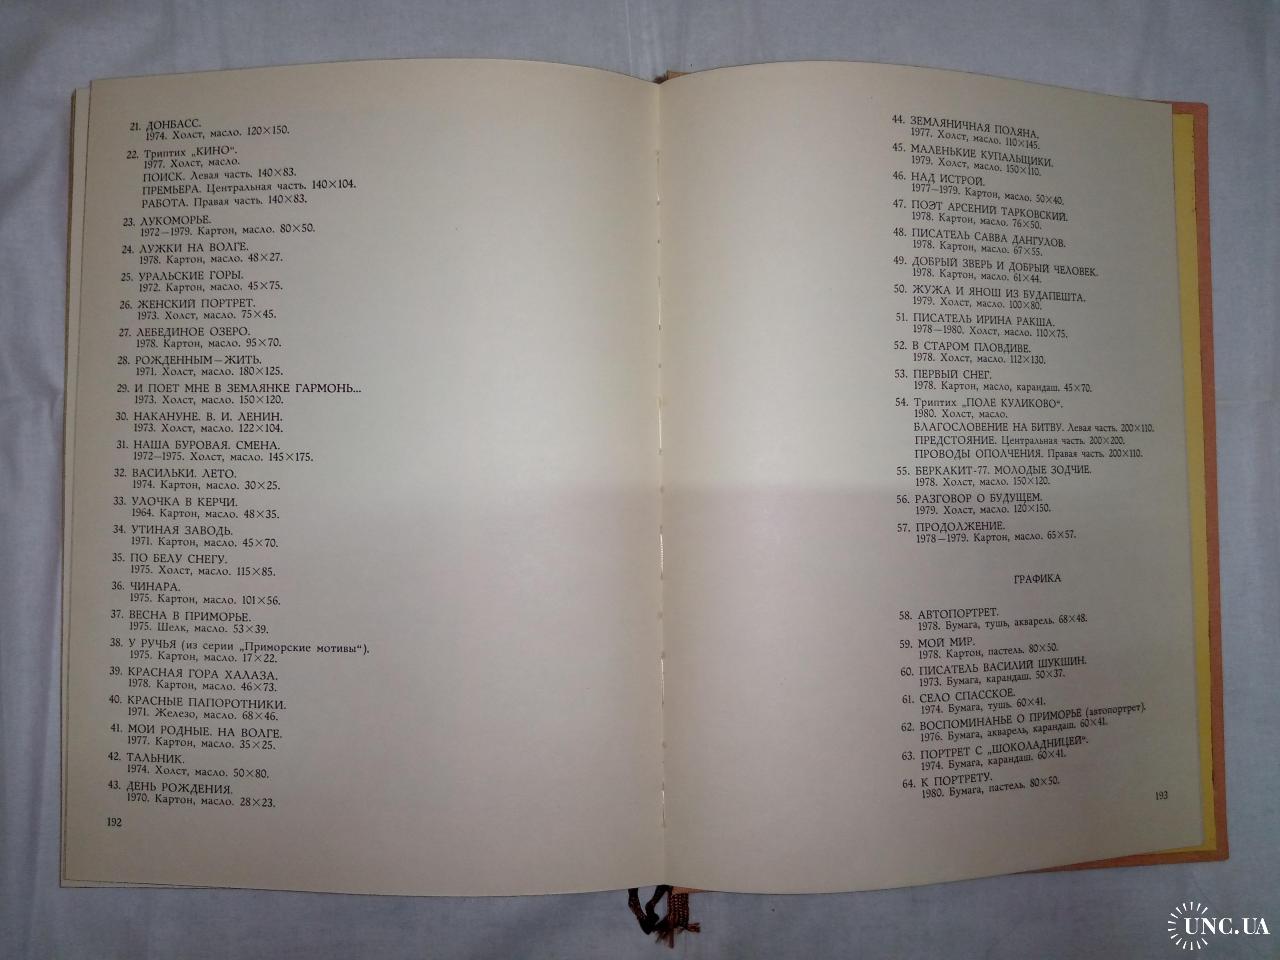 21. ДОНБАСС.
1974. Холст, масло. 120×150.
22. Триптих „КИНО“.
1977. Холст, масло.
ПОИСК. Левая часть. 140×83.
ПРЕМЬЕРА. Центральная часть. 140×104.
РАБОТА. Правая часть. 140×83.
23. ЛУКОМОРЬЕ.
1972—1979. Картон, масло. 80×50.
24. ЛУЖКИ НА ВОЛГЕ.
1978. Картон, масло. 48×27.
25. УРАЛЬСКИЕ ГОРЫ.
1972. Картон, масло. 45×75.
26. ЖЕНСКИЙ ПОРТРЕТ.
1973. Холст, масло. 75×45.
27. ЛЕБЕДИНОЕ ОЗЕРО.
1978. Картон, масло. 95×70.
28. РОЖДЕННЫМ—ЖИТЬ.
1971. Холст, масло. 180×125.
29. И ПОЕТ МНЕ В ЗЕМЛЯНКЕ ГАРМОНЬ...
1973. Холст, масло. 150×120.
30. НАКАНУНЕ. В. И. ЛЕНИН.
1973. Холст, масло. 122×104.
31. НАША БУРОВАЯ. СМЕНА.
1972—1975. Холст, масло. 145×175.
32. ВАСИЛЬКИ. ЛЕТО.
1974. Картон, масло. 30×25.
33. УЛОЧКА В КЕРЧИ.
1964. Картон, масло. 48×35.
34. УТИНАЯ ЗАВОДЬ.
1971. Картон, масло. 45×70.
35. ПО БЕЛУ СНЕГУ.
1975. Холст, масло. 115×85.
36. ЧИНАРА.
1975. Картон, масло. 101×56.
37. ВЕСНА В ПРИМОРЬЕ.
1975. Шелк, масло. 53×39.
38. У РУЧЬЯ (из серии „Приморские мотивы“).
1975. Картон, масло. 17×22.
39. КРАСНАЯ ГОРА ХАЛАЗА.
1978. Картон, масло. 46×73.
40. КРАСНЫЕ ПАПОРОТНИКИ.
1971. Железо, масло. 68×46.
41. МОИ РОДНЫЕ. НА ВОЛГЕ.
1977. Картон, масло. 35×25.
42. ТАЛЬНИК.
1974. Холст, масло. 50×80.
43. ДЕНЬ РОЖДЕНИЯ.
1970. Картон, масло. 28×23.
192
44. ЗЕМЛЯНИЧНАЯ ПОЛЯНА.
1977. Холст, масло. 110×145.
45. МАЛЕНЬКИЕ КУПАЛЬЩИКИ.
1979. Холст, масло. 150×110.
46. НАД ИСТРОЙ.
1977—1979. Картон, масло. 50×40.
47. ПОЭТ АРСЕНИЙ ТАРКОВСКИЙ.
1978. Картон, масло. 76×50.
48. ПИСАТЕЛЬ САВВА ДАНГУЛОВ.
1978. Картон, масло. 67×55.
49. ДОБРЫЙ ЗВЕРЬ И ДОБРЫЙ ЧЕЛОВЕК.
1978. Картон, масло. 61×44.
50. ЖУЖА И ЯНОШ ИЗ БУДАПЕШТА.
1979. Холст, масло. 100×80.
51. ПИСАТЕЛЬ ИРИНА РАКША.
1978—1980. Холст, масло. 110×75.
52. В СТАРОМ ПЛОВДИВЕ.
1978. Холст, масло. 112×130.
53. ПЕРВЫЙ СНЕГ.
1978. Картон, масло, карандаш. 45×70.
54. Триптих „ПОЛЕ КУЛИКОВО“.
1980. Холст, масло.
БЛАГОСЛОВЕНИЕ НА БИТВУ. Левая часть. 200×110.
ПРЕДСТОЯНИЕ. Центральная часть. 200×200.
ПРОВОДЫ ОПОЛЧЕНИЯ. Правая часть. 200×110.
55. БЕРКАКИТ-77. МОЛОДЫЕ ЗОДЧИЕ.
1978. Холст, масло. 150×120.
56. РАЗГОВОР О БУДУЩЕМ.
1979. Холст, масло. 120×150.
57. ПРОДОЛЖЕНИЕ.
1978—1979. Картон, масло. 65×57.
ГРАФИКА
58. АВТОПОРТРЕТ.
1978. Бумага, тушь, акварель. 68×48.
59. МОЙ МИР.
1978. Картон, пастель. 80×50.
60. ПИСАТЕЛЬ ВАСИЛИЙ ШУКШИН.
1973. Бумага, карандаш. 50×37.
61. СЕЛО СПАССКОЕ.
1974. Бумага, тушь. 60×41.
62. ВОСПОМИНАНЬЕ О ПРИМОРЬЕ (автопортрет).
1976. Бумага, акварель, карандаш. 60×41.
63. ПОРТРЕТ С „ШОКОЛАДНИЦЕЙ“.
1974. Бумага, карандаш. 60×41.
64. К ПОРТРЕТУ.
1980. Бумага, пастель. 80×50.
193
UNC.UA